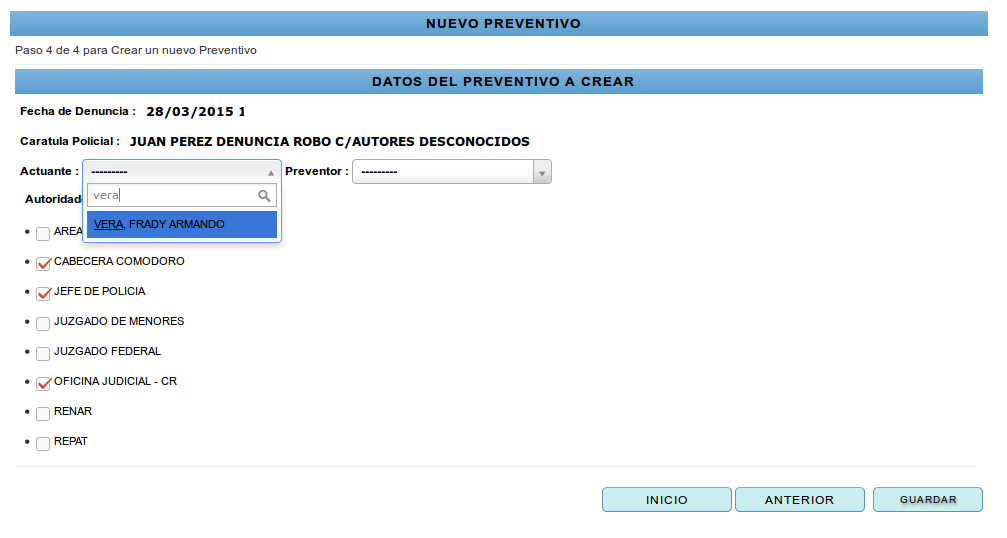 NUEVO PREVENTIVO
Paso 4 de 4 para Crear un nuevo Preventivo
DATOS DEL PREVENTIVO A CREAR
Fecha de Denuncia : 28/03/2015 1
Caratula Policial : JUAN PEREZ DENUNCIA ROBO C/AUTORES DESCONOCIDOS
Actuante : --------- Preventor : ---------
vera
Autoridad
VERA, FRADY ARMANDO
AREA
CABECERA COMODORO
JEFE DE POLICIA
JUZGADO DE MENORES
JUZGADO FEDERAL
OFICINA JUDICIAL - CR
RENAR
REPAT
INICIO ANTERIOR GUARDAR